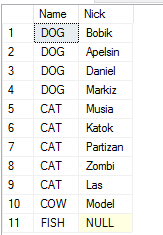 Name Nick
1 DOG Bobik
2 DOG Apelsin
3 DOG Daniel
4 DOG Markiz
5 CAT Musia
6 CAT Katok
7 CAT Partizan
8 CAT Zombi
9 CAT Las
10 COW Model
11 FISH NULL